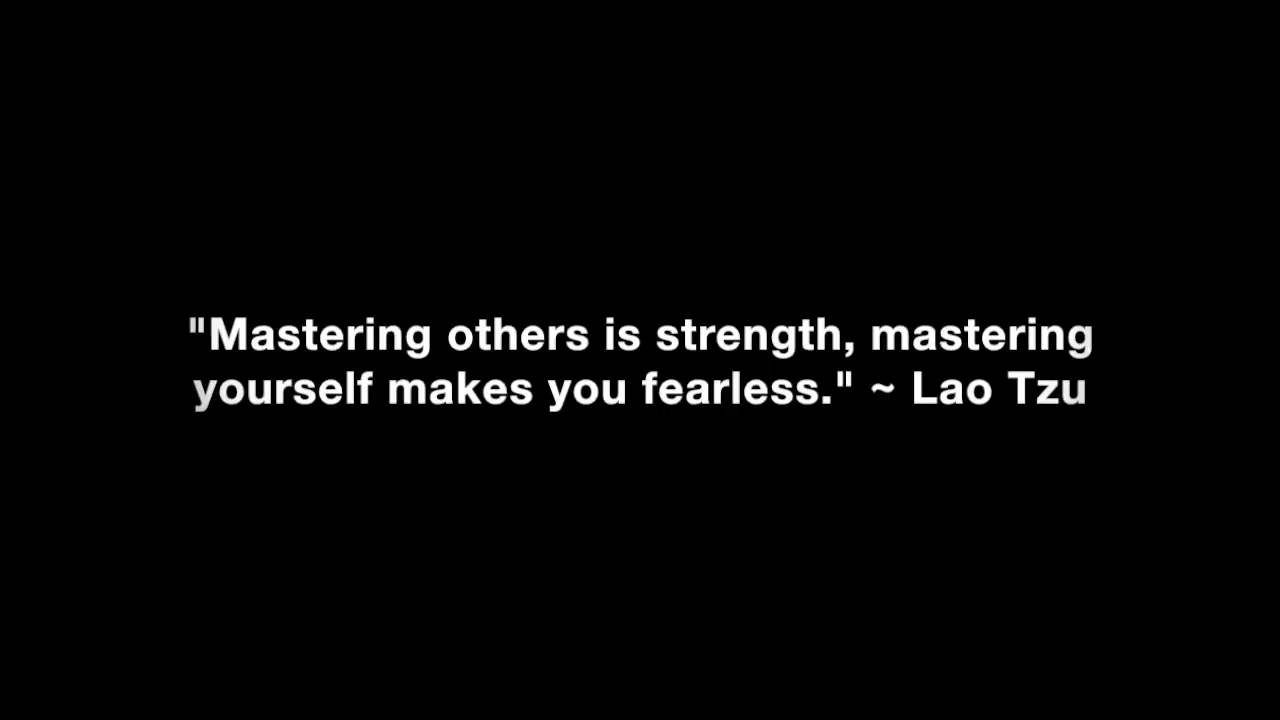 "Mastering others is strength, mastering
yourself makes you fearless." ~ Lao Tzu